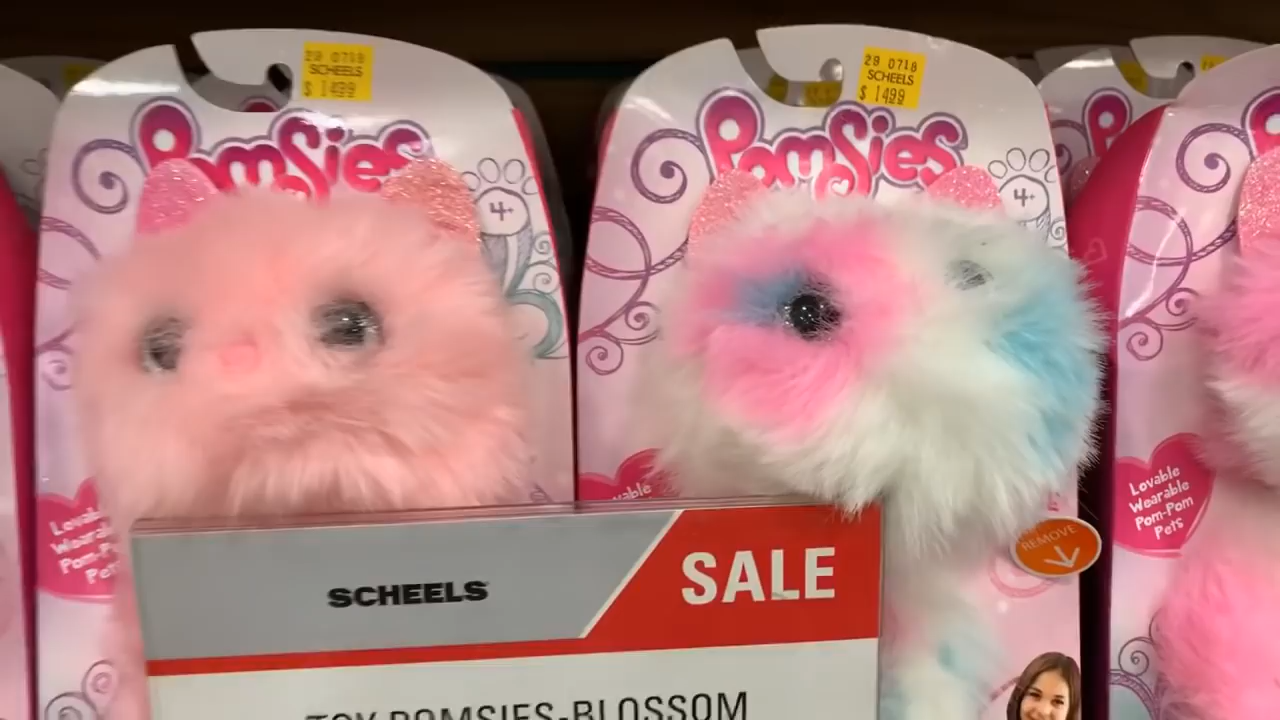 29 0718
SCHEELS
$ 1499
29 0718
SCHEELS
$ 1499
Pomsies
Pomsies
P
4+
4+
Lovable
Wearable
Pom-Pom
Pets
REMOVE
SCHEELS
SALE
TOY POMSIES-BLOSSOM